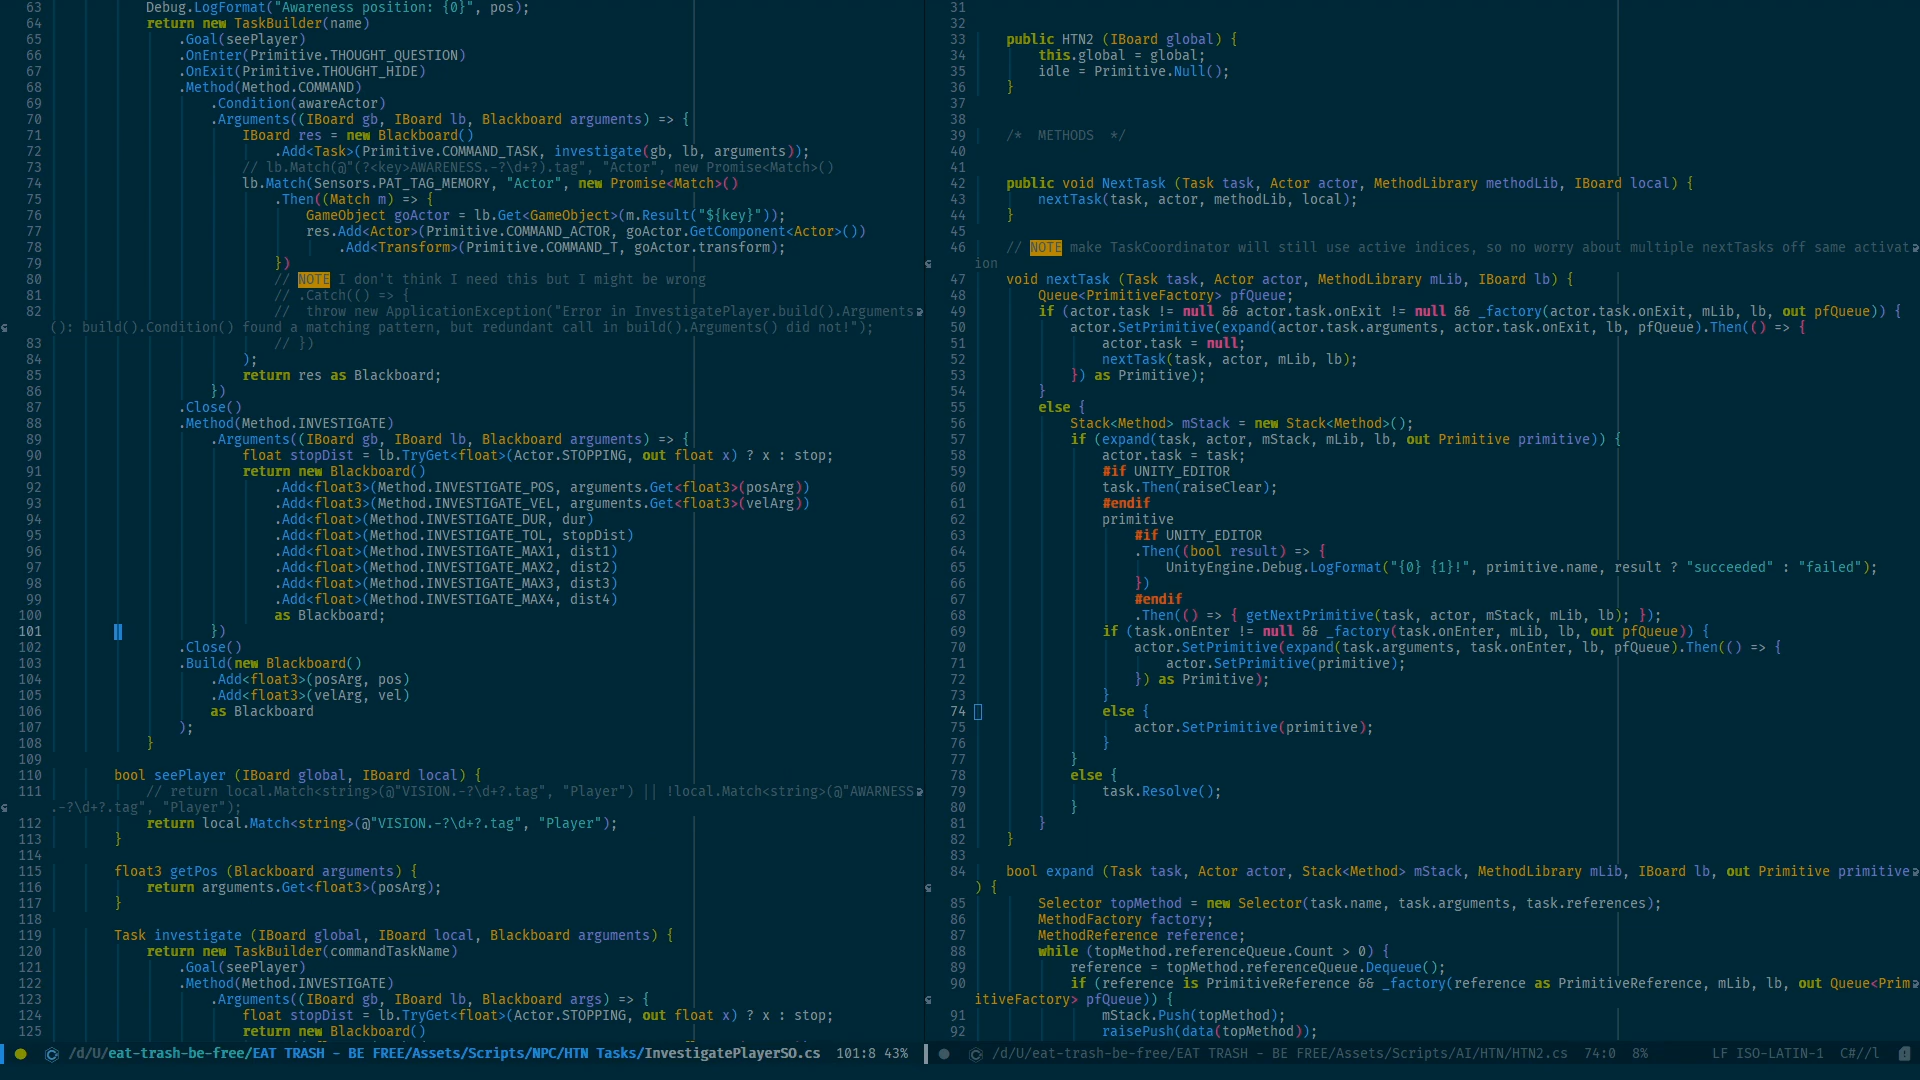 63 Debug.LogFormat("Awareness position: {0}", pos);
64 return new TaskBuilder(name)
65 .Goal(seePlayer)
66 .OnEnter(Primitive.THOUGHT_QUESTION)
67 .OnExit(Primitive.THOUGHT_HIDE)
68 .Method(Method.COMMAND)
69 .Condition(awareActor)
70 .Arguments((IBoard gb, IBoard lb, Blackboard arguments) => {
71 IBoard res = new Blackboard()
72 .Add<Task>(Primitive.COMMAND_TASK, investigate(gb, lb, arguments));
73 // lb.Match(@"(?<key>AWARENESS.-?\d+?).tag", "Actor", new Promise<Match>()
74 lb.Match(Sensors.PAT_TAG_MEMORY, "Actor", new Promise<Match>()
75 .Then((Match m) => {
76 GameObject goActor = lb.Get<GameObject>(m.Result("${key}"));
77 res.Add<Actor>(Primitive.COMMAND_ACTOR, goActor.GetComponent<Actor>())
78 .Add<Transform>(Primitive.COMMAND_T, goActor.transform);
79 })
80 // NOTE I don't think I need this but I might be wrong
81 // .Catch(() => {
82 // throw new ApplicationException("Error in InvestigatePlayer.build().Arguments
(): build().Condition() found a matching pattern, but redundant call in build().Arguments() did not!");
83 // })
84 );
85 return res as Blackboard;
86 })
87 .Close()
88 .Method(Method.INVESTIGATE)
89 .Arguments((IBoard gb, IBoard lb, Blackboard arguments) => {
90 float stopDist = lb.TryGet<float>(Actor.STOPPING, out float x) ? x : stop;
91 return new Blackboard()
92 .Add<float3>(Method.INVESTIGATE_POS, arguments.Get<float3>(posArg))
93 .Add<float3>(Method.INVESTIGATE_VEL, arguments.Get<float3>(velArg))
94 .Add<float>(Method.INVESTIGATE_DUR, dur)
95 .Add<float>(Method.INVESTIGATE_TOL, stopDist)
96 .Add<float>(Method.INVESTIGATE_MAX1, dist1)
97 .Add<float>(Method.INVESTIGATE_MAX2, dist2)
98 .Add<float>(Method.INVESTIGATE_MAX3, dist3)
99 .Add<float>(Method.INVESTIGATE_MAX4, dist4)
100 as Blackboard;
101 })
102 .Close()
103 .Build(new Blackboard()
104 .Add<float3>(posArg, pos)
105 .Add<float3>(velArg, vel)
106 as Blackboard
107 );
108 }
109
110 bool seePlayer (IBoard global, IBoard local) {
111 // return local.Match<string>(@"VISION.-?\d+?.tag", "Player") || !local.Match<string>(@"AWARNESS
.-?\d+?.tag", "Player");
112 return local.Match<string>(@"VISION.-?\d+?.tag", "Player");
113 }
114
115 float3 getPos (Blackboard arguments) {
116 return arguments.Get<float3>(posArg);
117 }
118
119 Task investigate (IBoard global, IBoard local, Blackboard arguments) {
120 return new TaskBuilder(commandTaskName)
121 .Goal(seePlayer)
122 .Method(Method.INVESTIGATE)
123 .Arguments((IBoard gb, IBoard lb, Blackboard args) => {
124 float stopDist = lb.TryGet<float>(Actor.STOPPING, out float x) ? x : stop;
125 return new Blackboard()
/d/U/eat-trash-be-free/EAT TRASH - BE FREE/Assets/Scripts/NPC/HTN Tasks/InvestigatePlayerSO.cs 101:8 43%
31
32
33 public HTN2 (IBoard global) {
34 this.global = global;
35 idle = Primitive.Null();
36 }
37
38
39 /* METHODS */
40
41
42 public void NextTask (Task task, Actor actor, MethodLibrary methodLib, IBoard local) {
43 nextTask(task, actor, methodLib, local);
44 }
45
46 // NOTE make TaskCoordinator will still use active indices, so no worry about multiple nextTasks off same activat
ion
47 void nextTask (Task task, Actor actor, MethodLibrary mLib, IBoard lb) {
48 Queue<PrimitiveFactory> pfQueue;
49 if (actor.task != null && actor.task.onExit != null && _factory(actor.task.onExit, mLib, lb, out pfQueue)) {
50 actor.SetPrimitive(expand(actor.task.arguments, actor.task.onExit, lb, pfQueue).Then(() => {
51 actor.task = null;
52 nextTask(task, actor, mLib, lb);
53 }) as Primitive);
54 }
55 else {
56 Stack<Method> mStack = new Stack<Method>();
57 if (expand(task, actor, mStack, mLib, lb, out Primitive primitive)) {
58 actor.task = task;
59 #if UNITY_EDITOR
60 task.Then(raiseClear);
61 #endif
62 primitive
63 #if UNITY_EDITOR
64 .Then((bool result) => {
65 UnityEngine.Debug.LogFormat("{0} {1}!", primitive.name, result ? "succeeded" : "failed");
66 })
67 #endif
68 .Then(() => { getNextPrimitive(task, actor, mStack, mLib, lb); });
69 if (task.onEnter != null && _factory(task.onEnter, mLib, lb, out pfQueue)) {
70 actor.SetPrimitive(expand(task.arguments, task.onEnter, lb, pfQueue).Then(() => {
71 actor.SetPrimitive(primitive);
72 }) as Primitive);
73 }
74 else {
75 actor.SetPrimitive(primitive);
76 }
77 }
78 else {
79 task.Resolve();
80 }
81 }
82 }
83
84 bool expand (Task task, Actor actor, Stack<Method> mStack, MethodLibrary mLib, IBoard lb, out Primitive primitive
) {
85 Selector topMethod = new Selector(task.name, task.arguments, task.references);
86 MethodFactory factory;
87 MethodReference reference;
88 while (topMethod.referenceQueue.Count > 0) {
89 reference = topMethod.referenceQueue.Dequeue();
90 if (reference is PrimitiveReference && _factory(reference as PrimitiveReference, mLib, lb, out Queue<Prim
itiveFactory> pfQueue)) {
91 mStack.Push(topMethod);
92 raisePush(data(topMethod));
/d/U/eat-trash-be-free/EAT TRASH - BE FREE/Assets/Scripts/AI/HTN/HTN2.cs 74:0 8% LF ISO-LATIN-1 C#//l